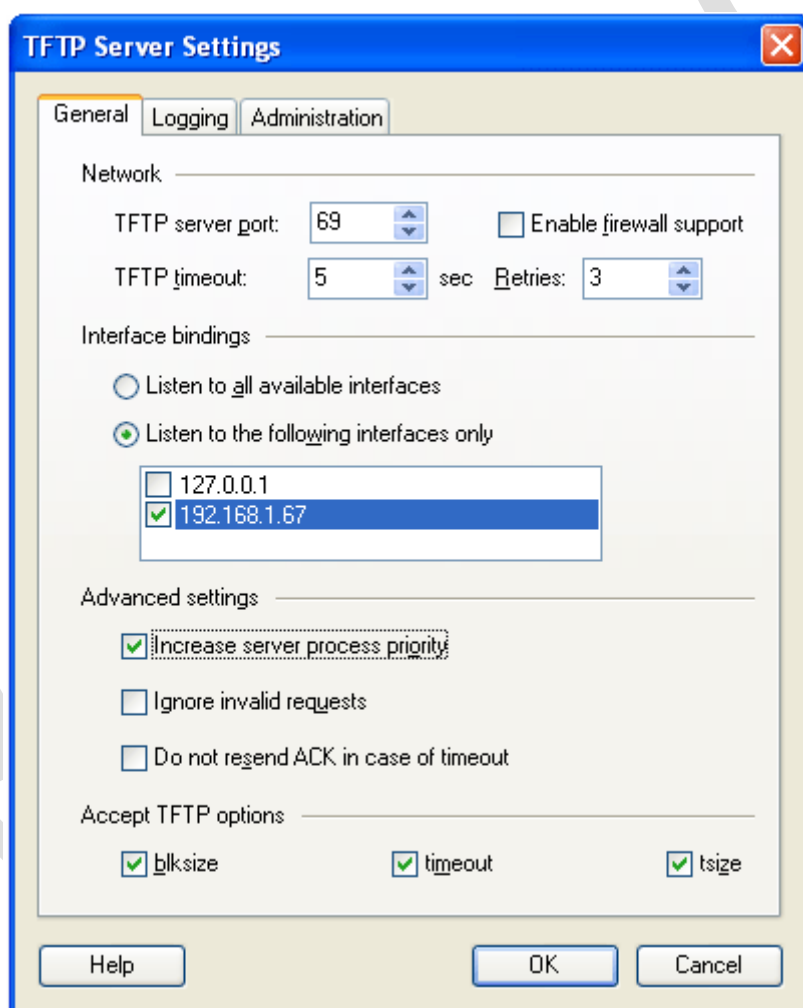 TFTP Server Settings
General Logging Administration
Network
TFTP server port: 69 Enable firewall support
TFTP timeout: 5 sec Retries: 3
Interface bindings
Listen to all available interfaces
Listen to the following interfaces only
127.0.0.1
192.168.1.67
Advanced settings
Increase server process priority
Ignore invalid requests
Do not resend ACK in case of timeout
Accept TFTP options
blksize timeout tsize
Help OK Cancel